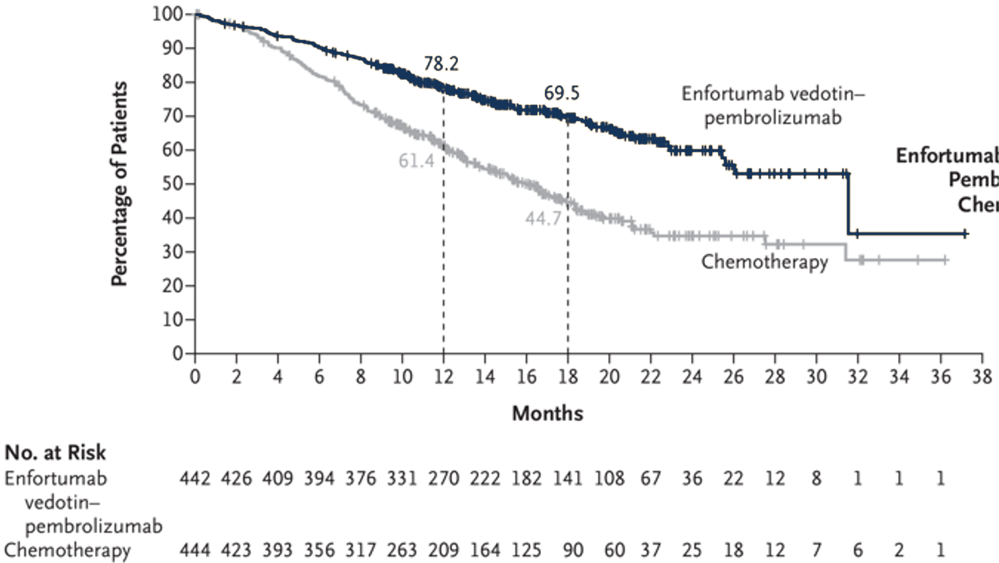 100
90
80
70
60
50
40
30
20
10
0
Percentage of Patients
78.2
69.5
61.4
44.7
Enfortumab vedotin–
pembrolizumab
Enfortumab
Pemb
Cher
Chemotherapy
0 2 4 6 8 10 12 14 16 18 20 22 24 26 28 30 32 34 36 38
Months
No. at Risk
Enfortumab 442 426 409 394 376 331 270 222 182 141 108 67 36 22 12 8 1 1 1
vedotin–
pembrolizumab
Chemotherapy 444 423 393 356 317 263 209 164 125 90 60 37 25 18 12 7 6 2 1